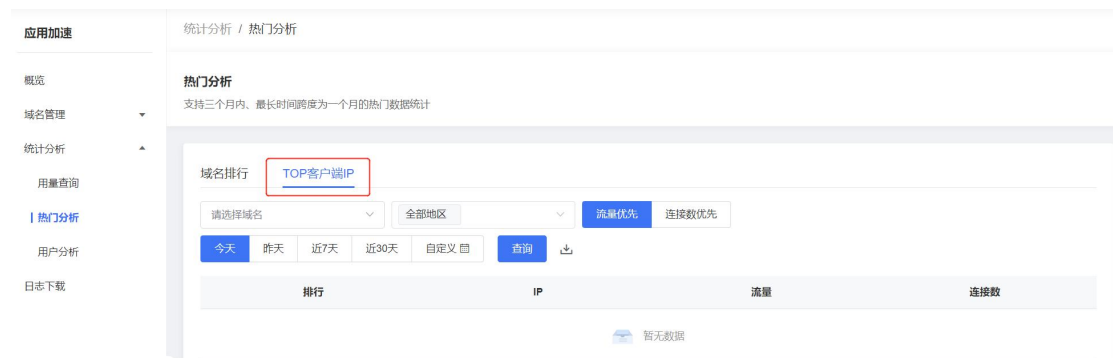 应用加速
概览
域名管理
统计分析
用量查询
热门分析
用户分析
日志下载
统计分析 / 热门分析
热门分析
支持三个月内、最长时间跨度为一个月的热门数据统计
域名排行 TOP客户端IP
请选择域名 全部地区 流量优先 连接数优先
今天 昨天 近7天 近30天 自定义 查询
排行 IP 流量 连接数
暂无数据